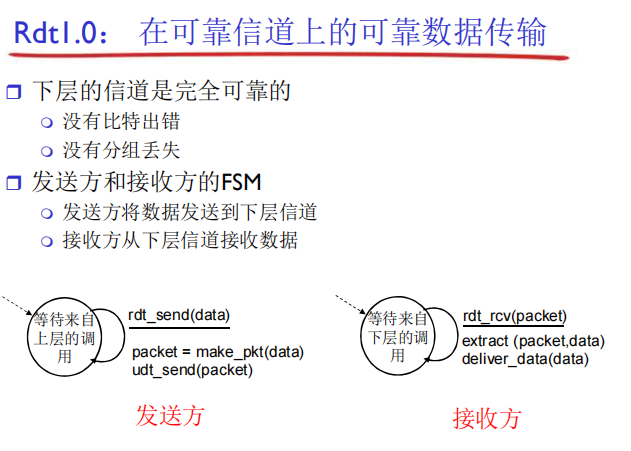 Rdt1.0： 在可靠信道上的可靠数据传输
下层的信道是完全可靠的
没有比特出错
没有分组丢失
发送方和接收方的FSM
发送方将数据发送到下层信道
接收方从下层信道接收数据
等待来自
上层的调
用
rdt_send(data)
packet = make_pkt(data)
udt_send(packet)
发送方
等待来自
下层的调
用
rdt_rcv(packet)
extract (packet,data)
deliver_data(data)
接收方